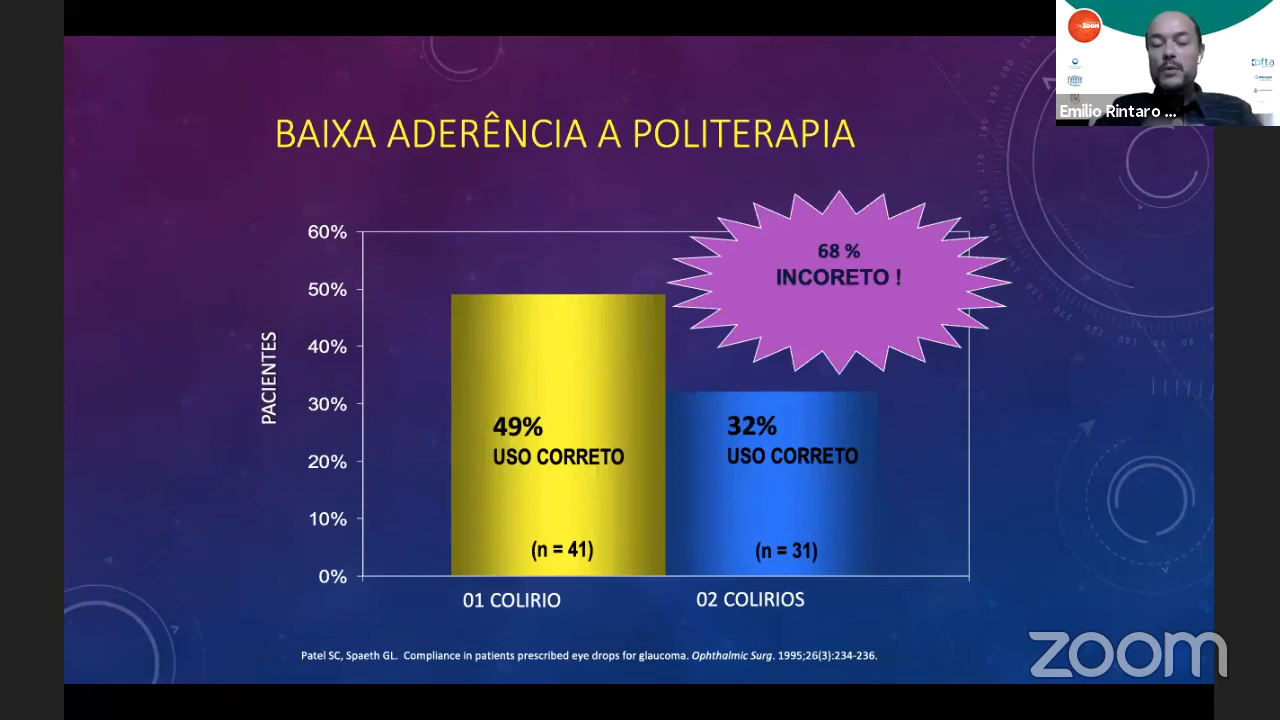 BAIXA ADERÊNCIA A POLITERAPIA
60%
50%
40%
30%
20%
10%
0%
PACIENTES
68 %
INCORETO !
49%
USO CORRETO
(n = 41)
32%
USO CORRETO
(n = 31)
01 COLIRIO
02 COLIRIOS
Patel SC, Spaeth GL. Compliance in patients prescribed eye drops for glaucoma. Ophthalmic Surg. 1995;26(3):234-236.
Emilio Rintaro ...
zoom